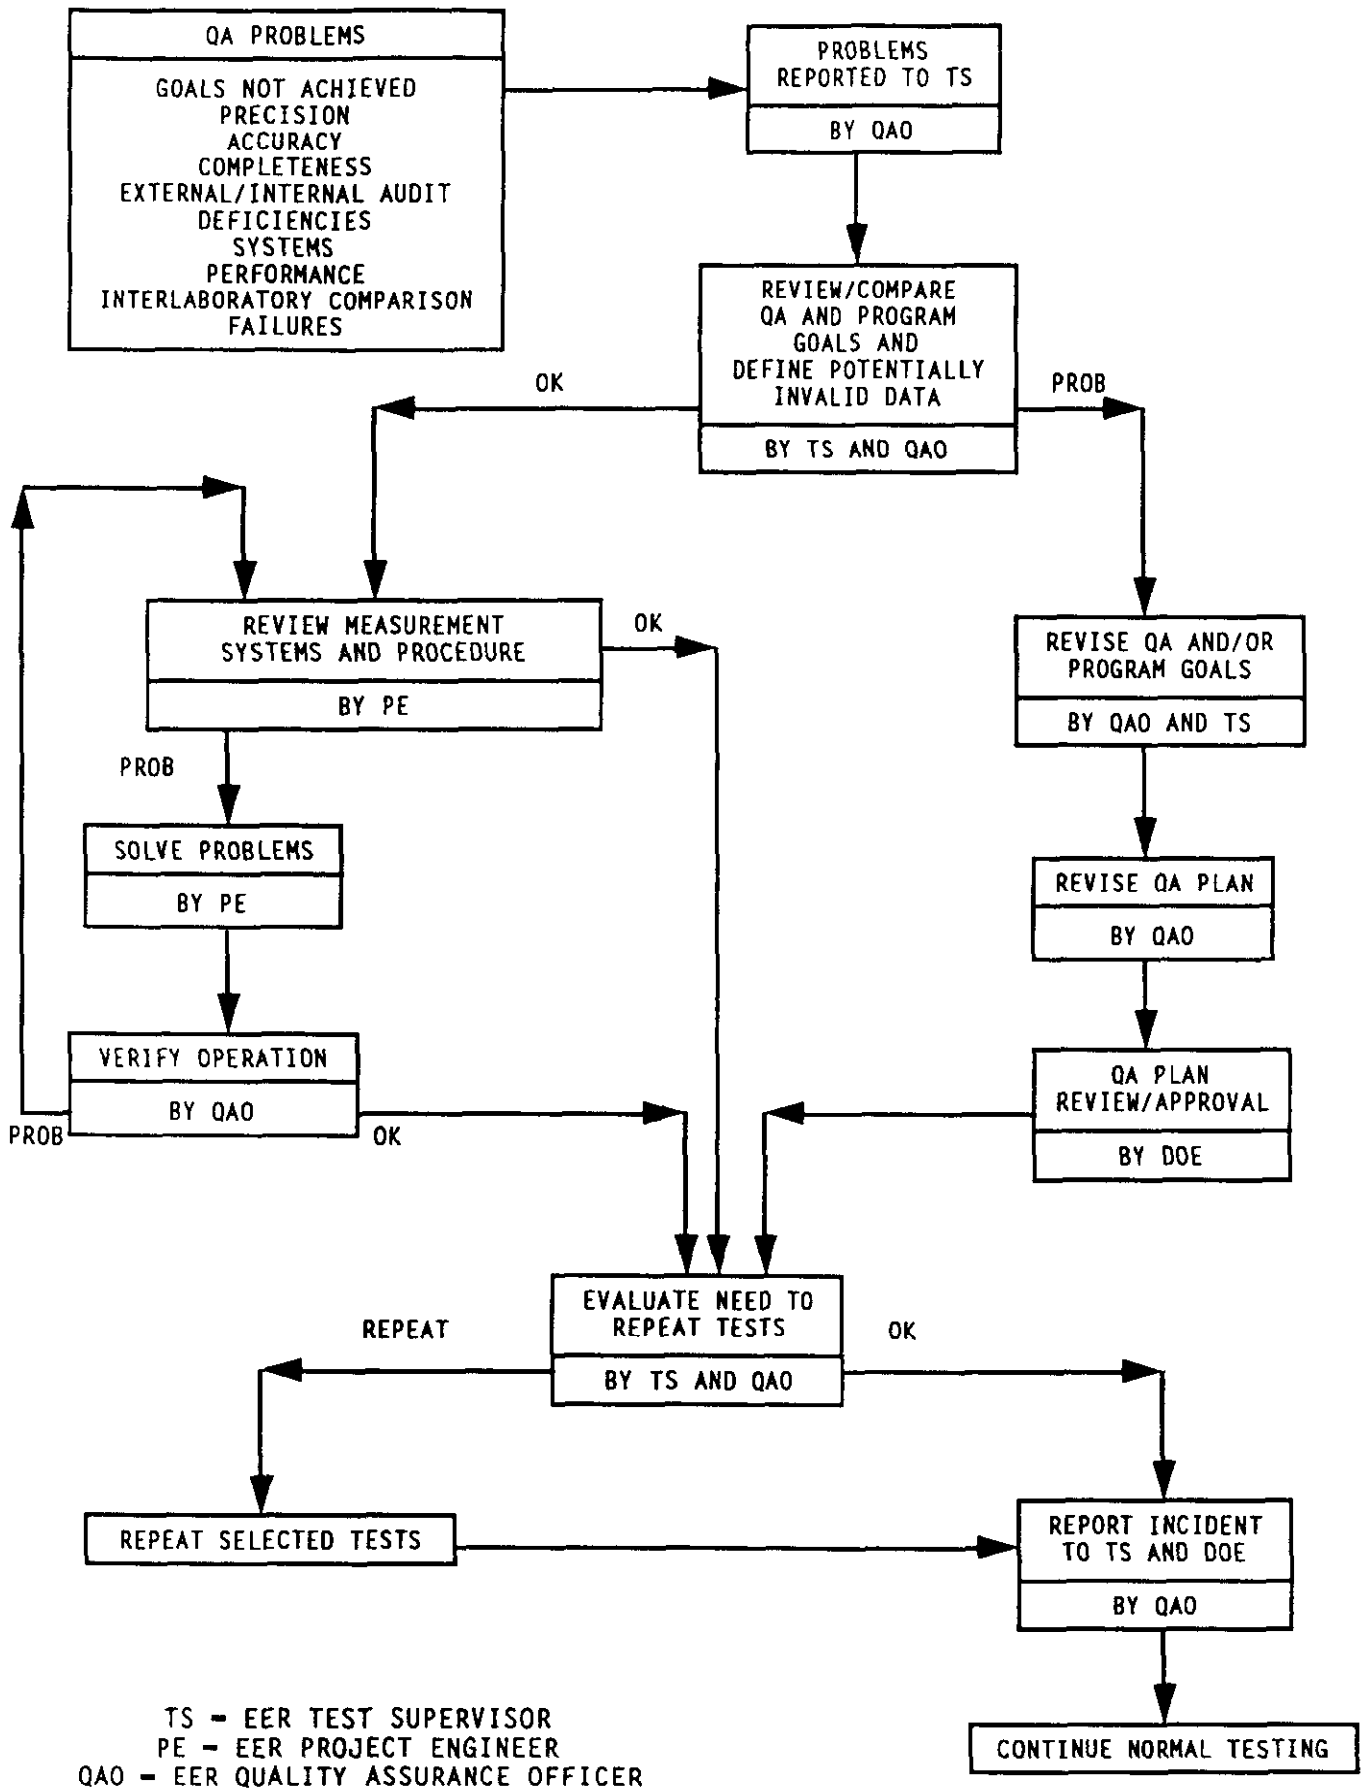 QA PROBLEMS
GOALS NOT ACHIEVED
PRECISION
ACCURACY
COMPLETENESS
EXTERNAL/INTERNAL AUDIT
DEFICIENCIES
SYSTEMS
PERFORMANCE
INTERLABORATORY COMPARISON
FAILURES
PROBLEMS
REPORTED TO TS
BY QAO
REVIEW/COMPARE
QA AND PROGRAM
GOALS AND
DEFINE POTENTIALLY
INVALID DATA
BY TS AND QAO
OK
PROB
REVIEW MEASUREMENT
SYSTEMS AND PROCEDURE
BY PE
OK
PROB
REVISE QA AND/OR
PROGRAM GOALS
BY QAO AND TS
SOLVE PROBLEMS
BY PE
REVISE QA PLAN
BY QAO
VERIFY OPERATION
BY QAO
PROB
OK
QA PLAN
REVIEW/APPROVAL
BY DOE
EVALUATE NEED TO
REPEAT TESTS
BY TS AND QAO
REPEAT
OK
REPEAT SELECTED TESTS
REPORT INCIDENT
TO TS AND DOE
BY QAO
CONTINUE NORMAL TESTING
TS - EER TEST SUPERVISOR
PE - EER PROJECT ENGINEER
QAO - EER QUALITY ASSURANCE OFFICER